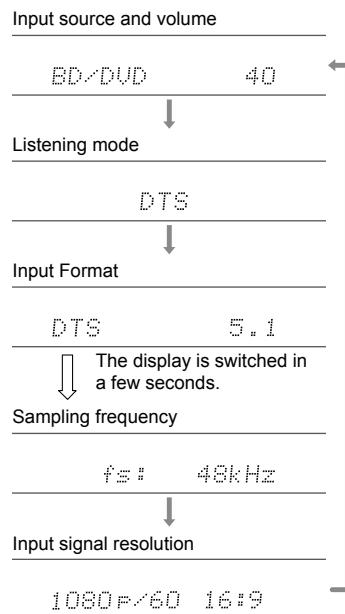 Input source and volume
BD/DVD 40
Listening mode
DTS
Input Format
DTS 5.1
The display is switched in
a few seconds.
Sampling frequency
fs: 48kHz
Input signal resolution
1080p/60 16:9